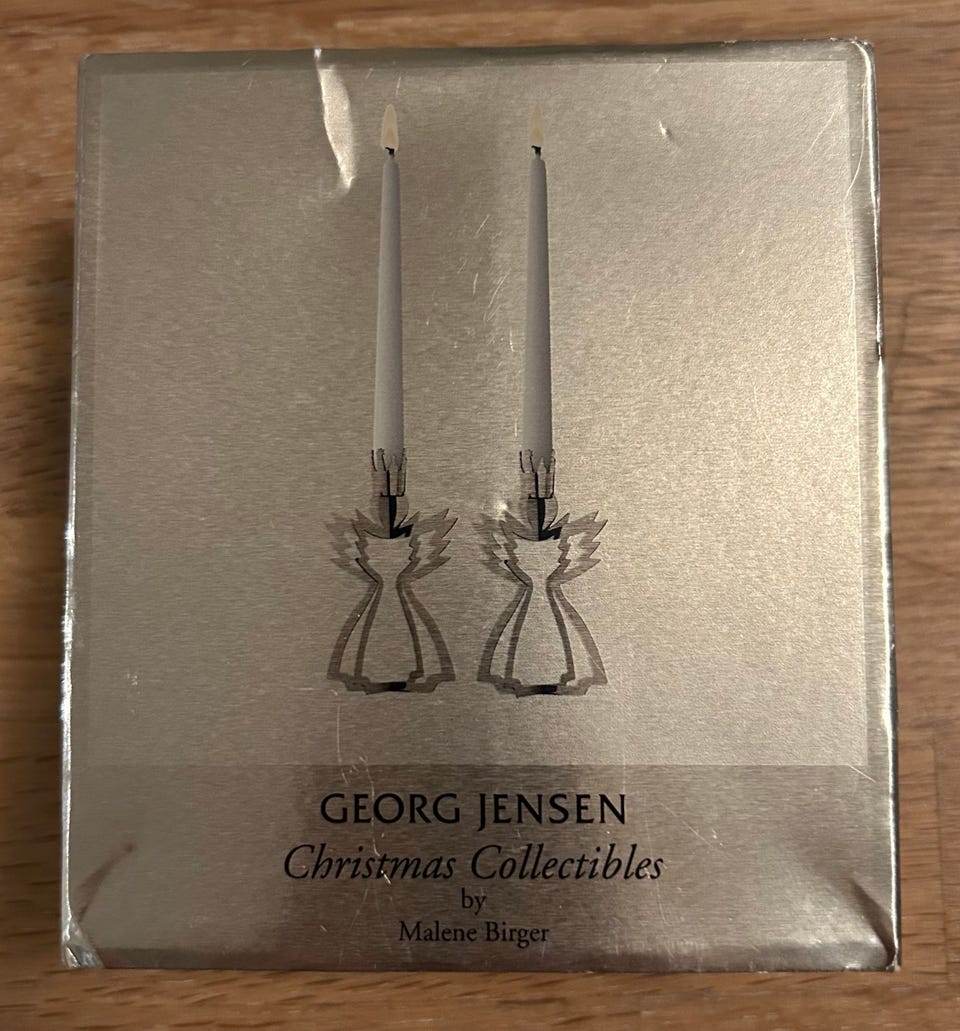 GEORG JENSEN
Christmas Collectibles
by
Malene Birger